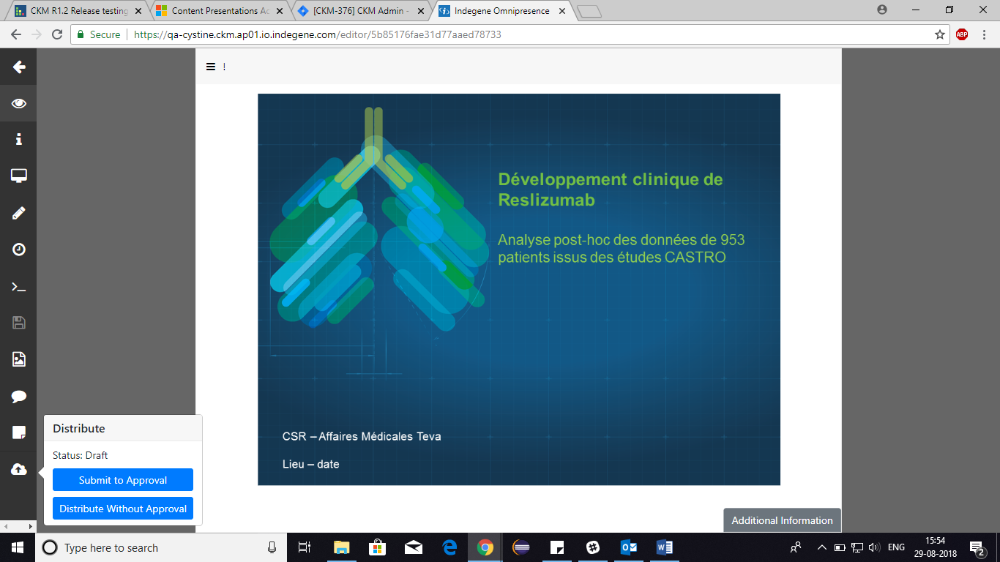 CKM R1.2 Release testing
Content Presentations Ac
[CKM-376] CKM Admin -
Indegene Omnipresence
Secure
https://qa-cystine.ckm.ap01.io.indegene.com/editor/5b85176fae31d77aaed78733
ABP
!
Développement clinique de
Reslizumab
Analyse post-hoc des données de 953
patients issus des études CASTRO
CSR – Affaires Médicales Teva
Lieu – date
Distribute
Status: Draft
Submit to Approval
Distribute Without Approval
Additional Information
Type here to search
ENG
15:54
29-08-2018
2